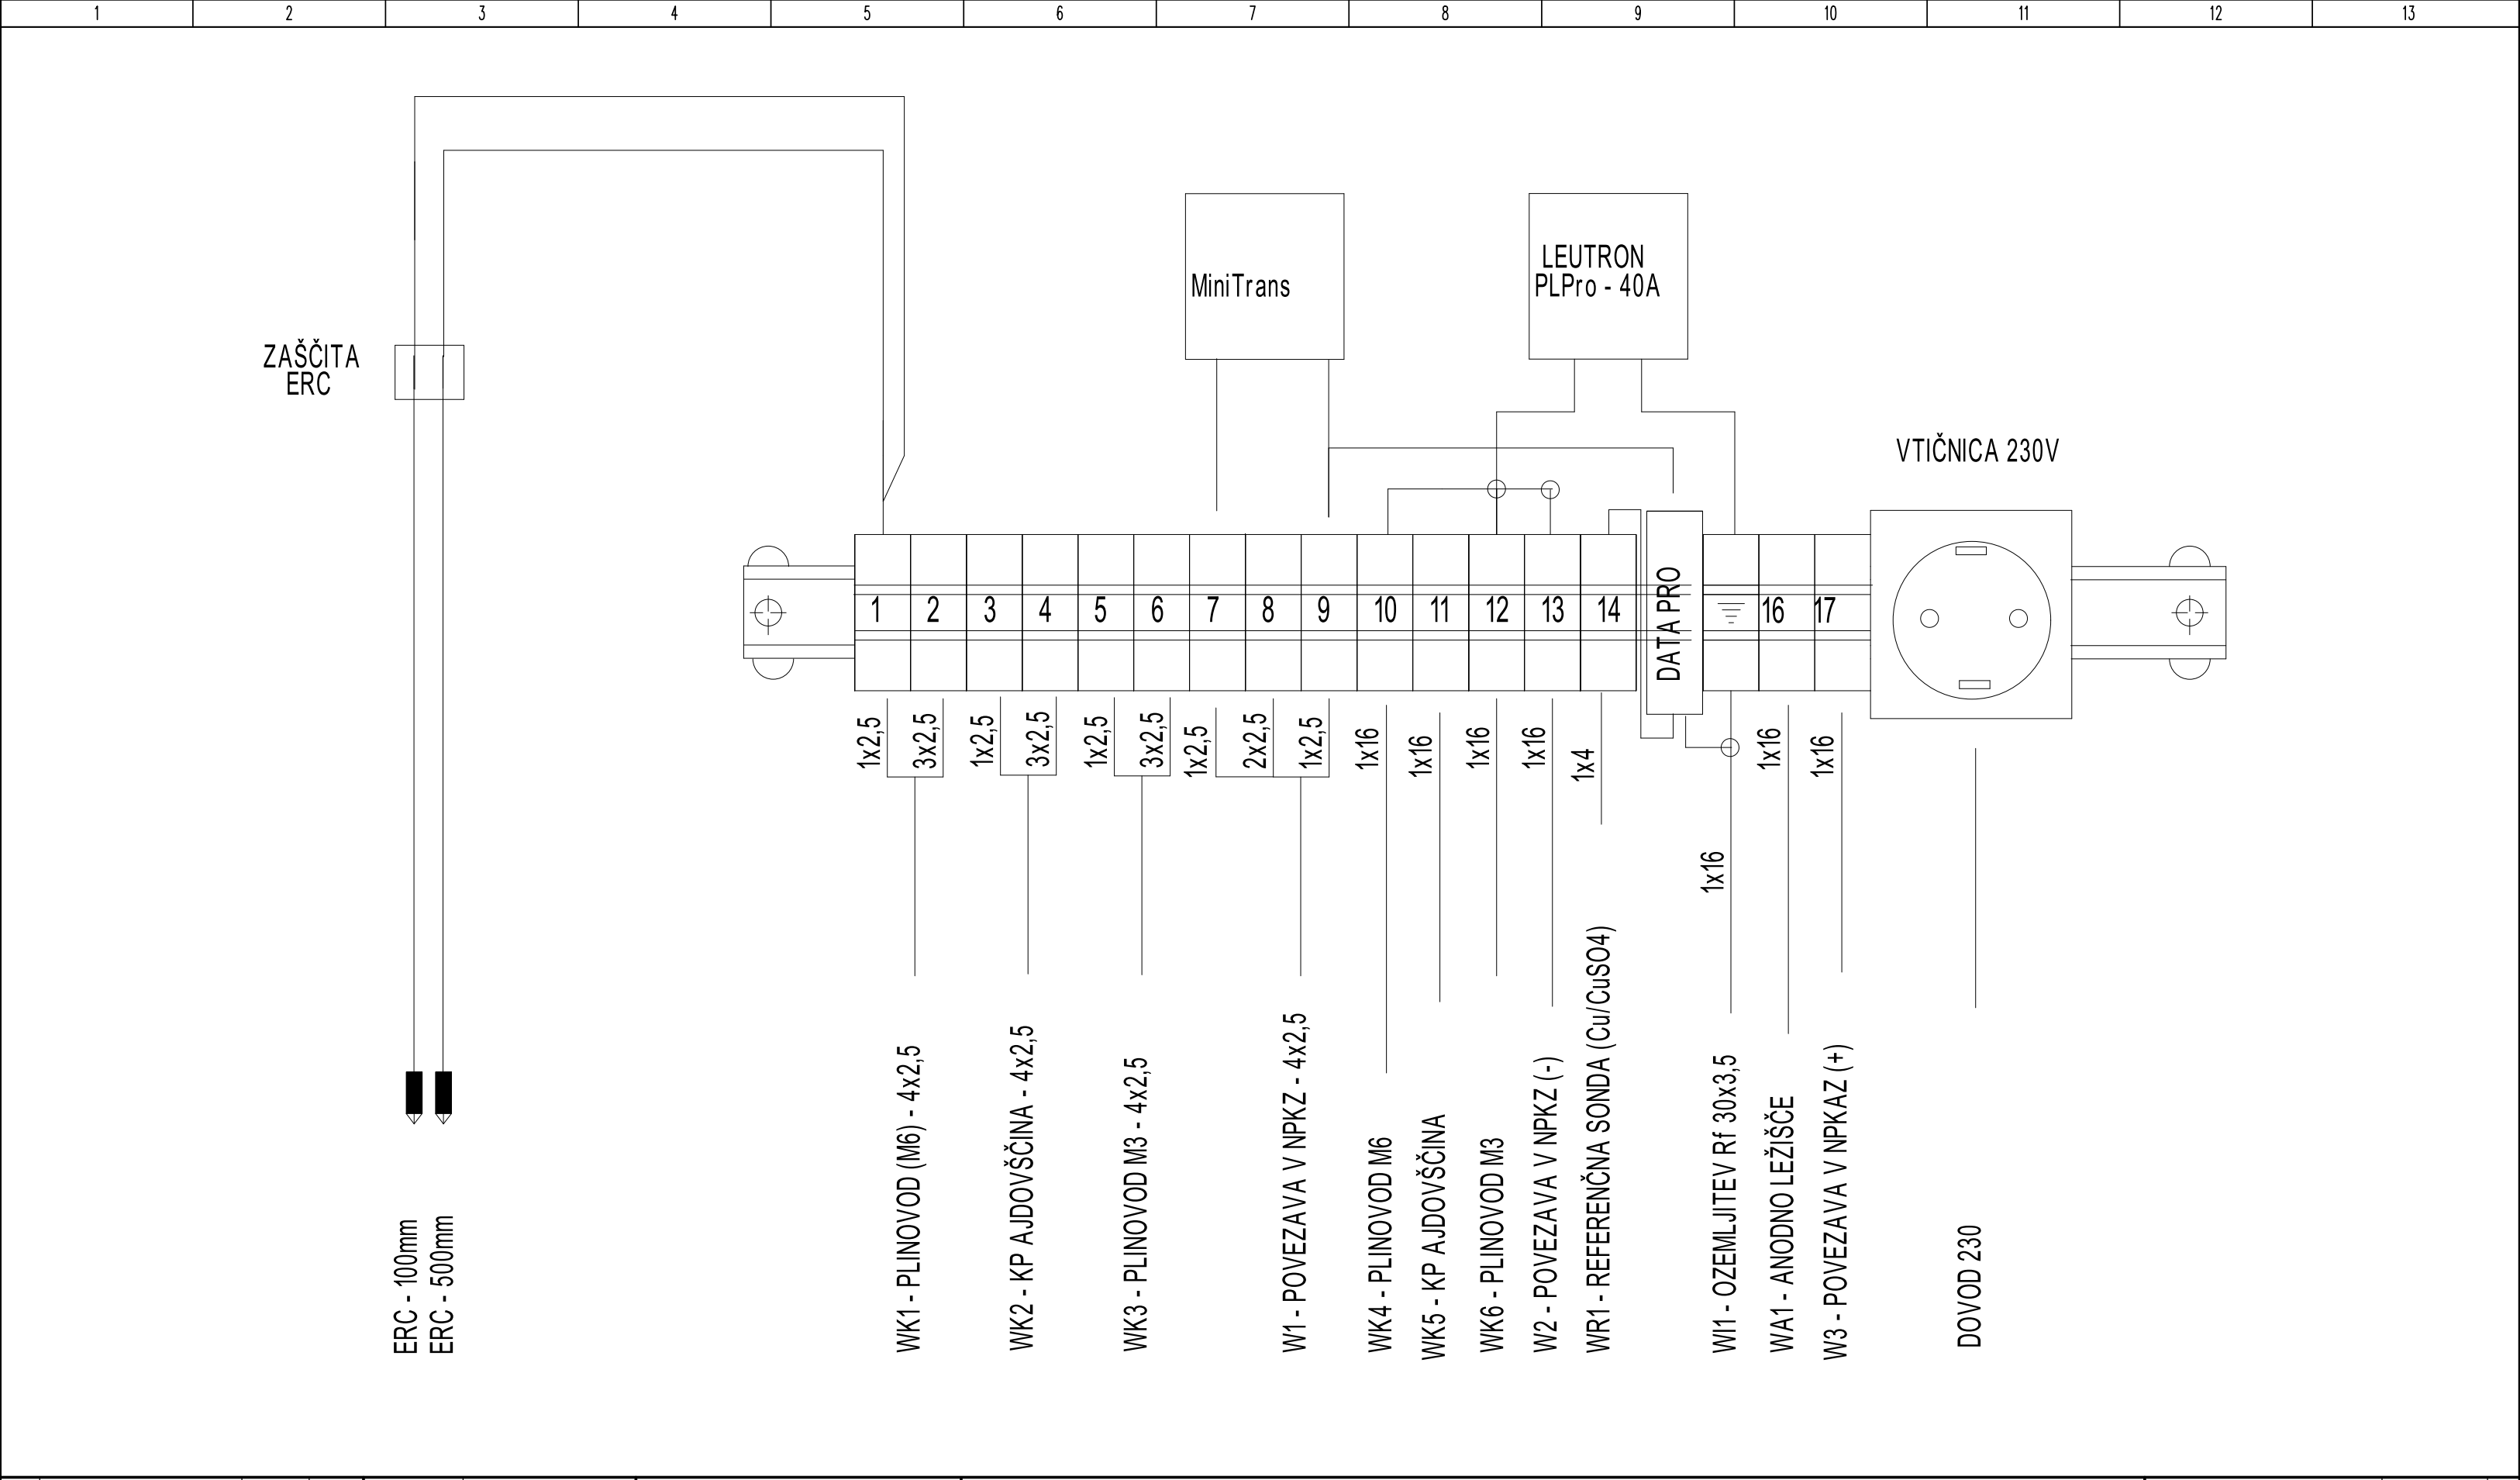 1 2 3 4 5 6 7 8 9 10 11 12 13
MiniTrans
LEUTRON
PLPro - 40A
ZAŠČITA
ERC
VTIČNICA 230V
1 2 3 4 5 6 7 8 9 10 11 12 13 14
DATA PRO
16 17
1x2,5
3x2,5
1x2,5
3x2,5
1x2,5
3x2,5
1x2,5
2x2,5
1x2,5
1x16
1x16
1x16
1x16
1x4
1x16
1x16
1x16
ERC - 100mm
ERC - 500mm
WK1 - PLINOVOD (M6) - 4x2,5
WK2 - KP AJDOVŠČINA - 4x2,5
WK3 - PLINOVOD M3 - 4x2,5
W1 - POVEZAVA V NPKZ - 4x2,5
WK4 - PLINOVOD M6
WK5 - KP AJDOVŠČINA
WK6 - PLINOVOD M3
W2 - POVEZAVA V NPKZ (-)
WR1 - REFERENČNA SONDA (Cu/CuSO4)
WI1 - OZEMLJITEV Rf 30x3,5
WA1 - ANODNO LEŽIŠČE
W3 - POVEZAVA V NPKAZ (+)
DOVOD 230